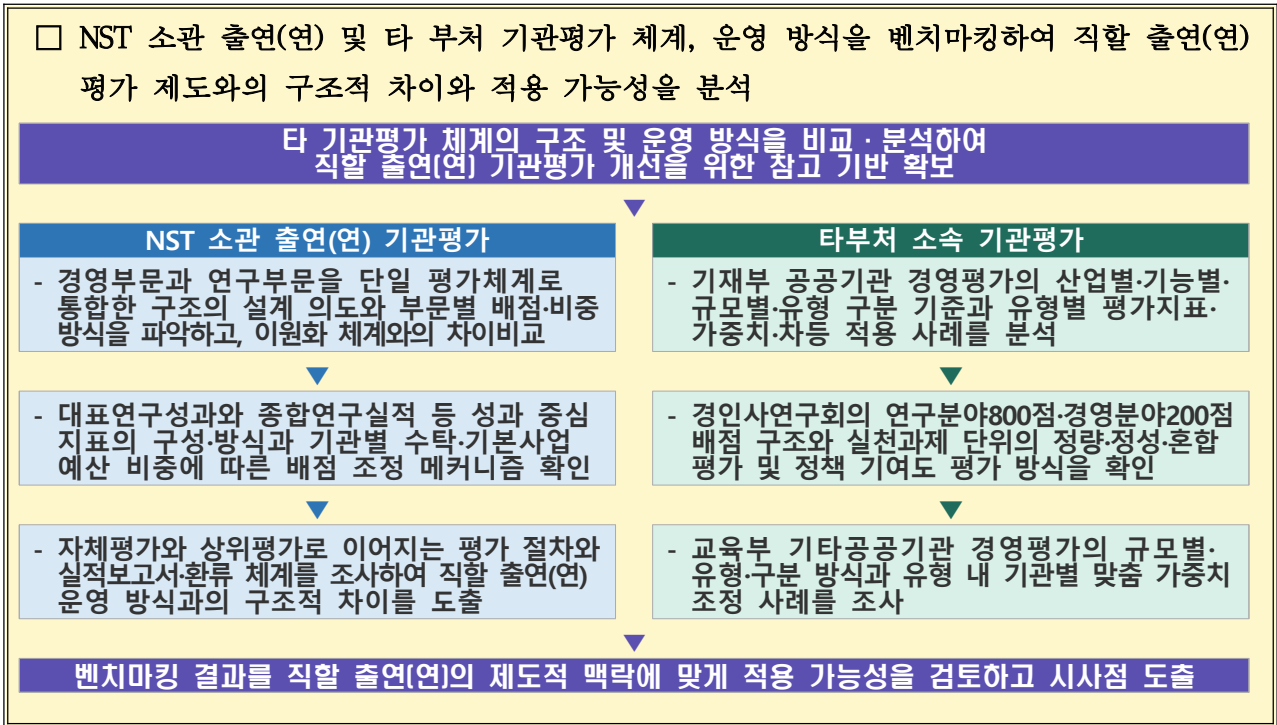 □ NST 소관 출연(연) 및 타 부처 기관평가 체계, 운영 방식을 벤치마킹하여 직할 출연(연)
평가 제도와의 구조적 차이와 적용 가능성을 분석
타 기관평가 체계의 구조 및 운영 방식을 비교 · 분석하여
직할 출연(연) 기관평가 개선을 위한 참고 기반 확보
NST 소관 출연(연) 기관평가
- 경영부문과 연구부문을 단일 평가체계로
통합한 구조의 설계 의도와 부문별 배점·비중
방식을 파악하고, 이원화 체계와의 차이비교
- 대표연구성과와 종합연구실적 등 성과 중심
지표의 구성·방식과 기관별 수탁·기본사업
예산 비중에 따른 배점 조정 메커니즘 확인
- 자체평가와 상위평가로 이어지는 평가 절차와
실적보고서·환류 체계를 조사하여 직할 출연(연)
운영 방식과의 구조적 차이를 도출
타부처 소속 기관평가
- 기재부 공공기관 경영평가의 산업별·기능별·
규모별·유형 구분 기준과 유형별 평가지표·
가중치·차등 적용 사례를 분석
- 경인사연구회의 연구분야800점·경영분야200점
배점 구조와 실천과제 단위의 정량·정성·혼합
평가 및 정책 기여도 평가 방식을 확인
- 교육부 기타공공기관 경영평가의 규모별·
유형·구분 방식과 유형 내 기관별 맞춤 가중치
조정 사례를 조사
벤치마킹 결과를 직할 출연(연)의 제도적 맥락에 맞게 적용 가능성을 검토하고 시사점 도출